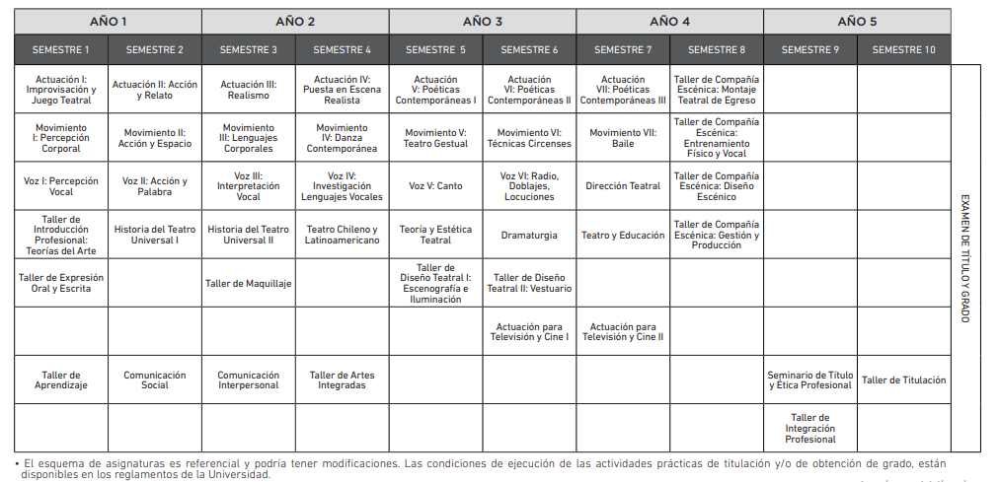 AÑO 1 AÑO 2 AÑO 3 AÑO 4 AÑO 5
SEMESTRE 1 SEMESTRE 2 SEMESTRE 3 SEMESTRE 4 SEMESTRE 5 SEMESTRE 6 SEMESTRE 7 SEMESTRE 8 SEMESTRE 9 SEMESTRE 10
Actuación I:
Improvisación y
Juego Teatral
Actuación II: Acción
y Relato
Actuación III:
Realismo
Actuación IV:
Puesta en Escena
Realista
Actuación
V: Poéticas
Contemporáneas I
Actuación
VI: Poéticas
Contemporáneas II
Actuación
VII: Poéticas
Contemporáneas III
Taller de Compañía
Escénica: Montaje
Teatral de Egreso
Movimiento
I: Percepción
Corporal
Movimiento II:
Acción y Espacio
Movimiento
III: Lenguajes
Corporales
Movimiento
IV: Danza
Contemporánea
Movimiento V:
Teatro Gestual
Movimiento VI:
Técnicas Circenses
Movimiento VII:
Baile
Taller de Compañía
Escénica:
Entrenamiento
Físico y Vocal
Voz I: Percepción
Vocal
Voz II: Acción y
Palabra
Voz III:
Interpretación
Vocal
Voz IV:
Investigación
Lenguajes Vocales
Voz V: Canto
Voz VI: Radio,
Doblajes,
Locuciones
Dirección Teatral
Taller de Compañía
Escénica: Diseño
Escénico
Taller de
Introducción
Profesional:
Teorías del Arte
Historia del Teatro
Universal I
Historia del Teatro
Universal II
Teatro Chileno y
Latinoamericano
Teoría y Estética
Teatral
Dramaturgia
Teatro y Educación
Taller de Compañía
Escénica: Gestión y
Producción
Taller de Expresión
Oral y Escrita
Taller de Maquillaje
Taller de
Diseño Teatral I:
Escenografía e
Iluminación
Taller de Diseño
Teatral II: Vestuario
Actuación para
Televisión y Cine I
Actuación para
Televisión y Cine II
Taller de
Aprendizaje
Comunicación
Social
Comunicación
Interpersonal
Taller de Artes
Integradas
Seminario de Título
y Ética Profesional
Taller de Titulación
Taller de
Integración
Profesional
EXAMEN DE TÍTULO Y GRADO
• El esquema de asignaturas es referencial y podría tener modificaciones. Las condiciones de ejecución de las actividades prácticas de titulación y/o de obtención de grado, están
disponibles en los reglamentos de la Universidad.